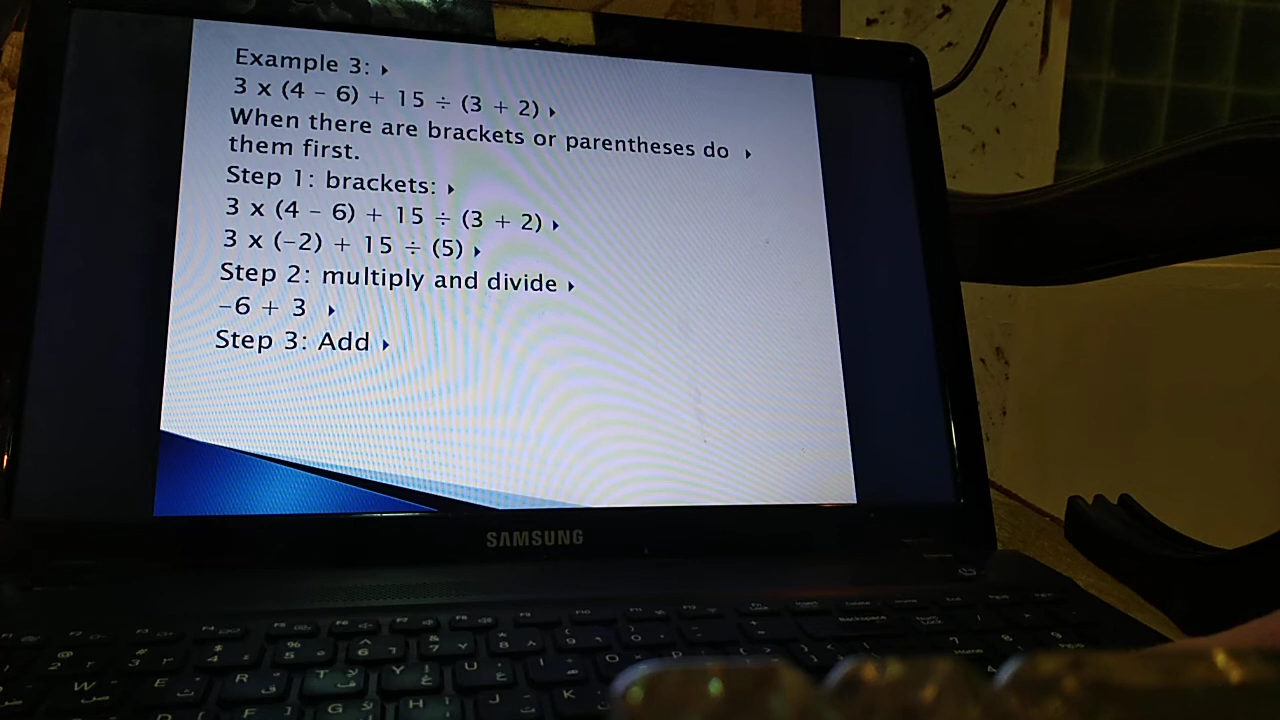 Example 3:
3 x (4 – 6) + 15 ÷ (3 + 2)
When there are brackets or parentheses do
them first.
Step 1: brackets:
3 x (4 – 6) + 15 ÷ (3 + 2)
3 x (–2) + 15 ÷ (5)
Step 2: multiply and divide
–6 + 3
Step 3: Add
SAMSUNG